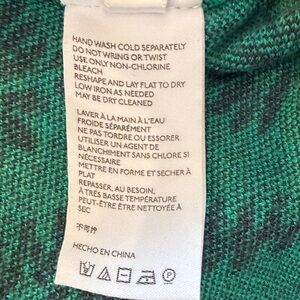 HAND WASH COLD SEPARATELY
DO NOT WRING OR TWIST
USE ONLY NON-CHLORINE
BLEACH
RESHAPE AND LAY FLAT TO DRY
LOW IRON AS NEEDED
MAY BE DRY CLEANED
LAVER À LA MAIN À L'EAU
FROIDE SÉPARÉMENT
NE PAS TORDRE OU ESSORER
UTILISER UN AGENT DE
BLANCHIMENT SANS CHLORE SI
NÉCESSAIRE
METTRE EN FORME ET SÉCHER À
PLAT
REPASSER, AU BESOIN,
À TRÈS BASSE TEMPÉRATURE
PEUT-ÊTRE ÊTRE NETTOYÉE À
SEC
不可拧
HECHO EN CHINA